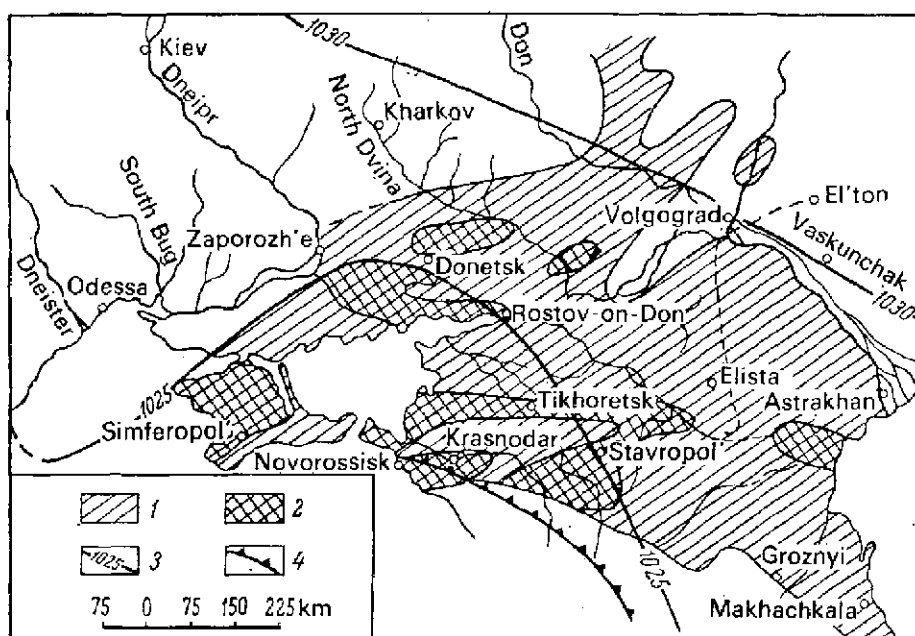 1030
Don
Kiev
Dneipr
Kharkov
North Dvina
El'ton
Volgograd
South Bug
Zaporozh'e
Vaskunchak
Dneister
Odessa
Donetsk
1030
Rostov-on-Don
Elista
1025
Tikhoretsk
Astrakhan
Simferopol'
Krasnodar
Novorossisk
Stavropol
1 2
1025 3 4
1025
Groznyi
75 0 75 150 225 km
Makhachkala